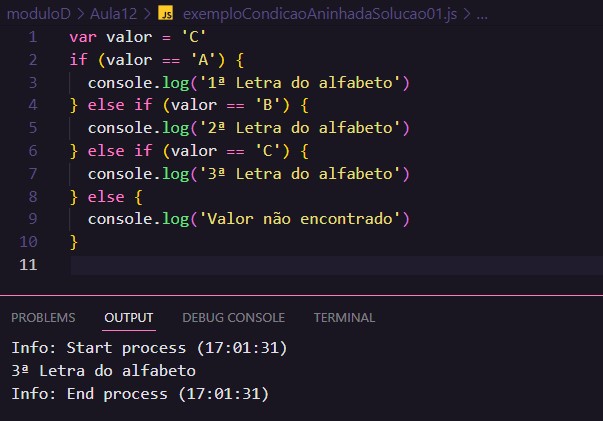 moduloD > Aula12 > JS exemploCondicaoAninhadaSolucao01.js > ...
1 var valor = 'C'
2 if (valor == 'A') {
3 console.log('1ª Letra do alfabeto')
4 } else if (valor == 'B') {
5 console.log('2ª Letra do alfabeto')
6 } else if (valor == 'C') {
7 console.log('3ª Letra do alfabeto')
8 } else {
9 console.log('Valor não encontrado')
10 }
11
PROBLEMS OUTPUT DEBUG CONSOLE TERMINAL
Info: Start process (17:01:31)
3ª Letra do alfabeto
Info: End process (17:01:31)